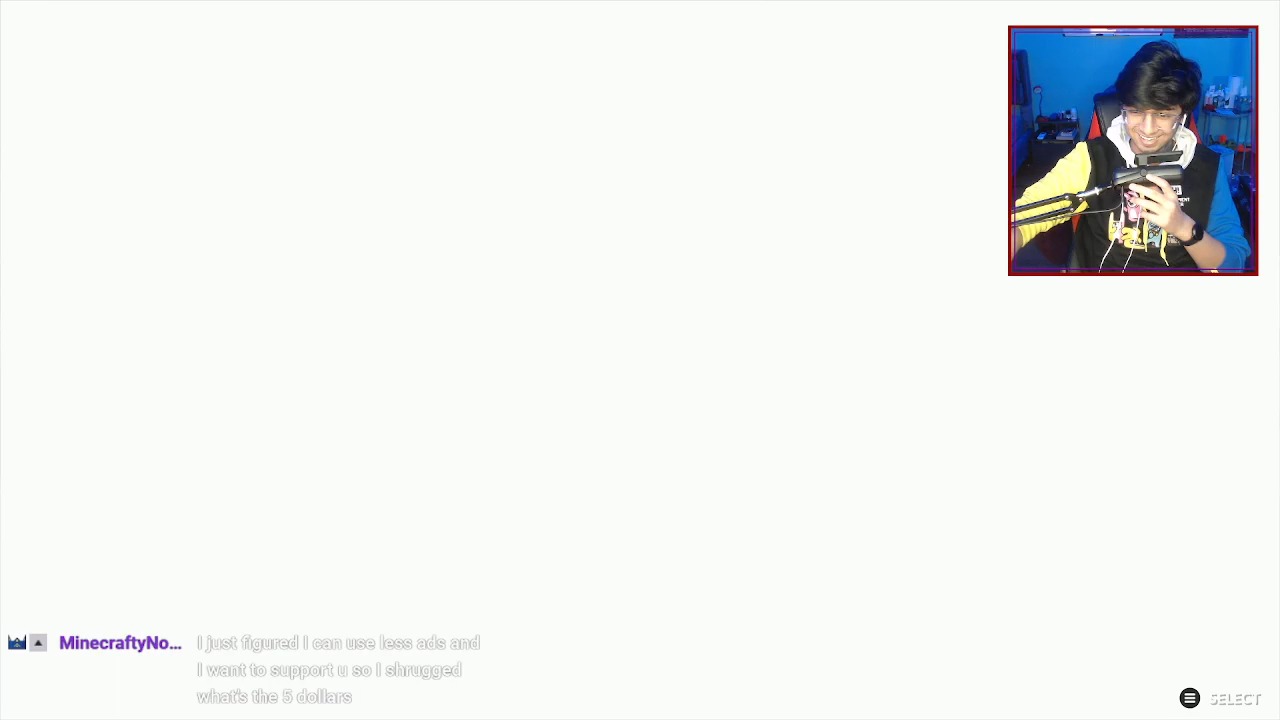 MinecraftyNo... I just figured I can use less ads and
I want to support u so I shrugged
what's the 5 dollars
SELECT